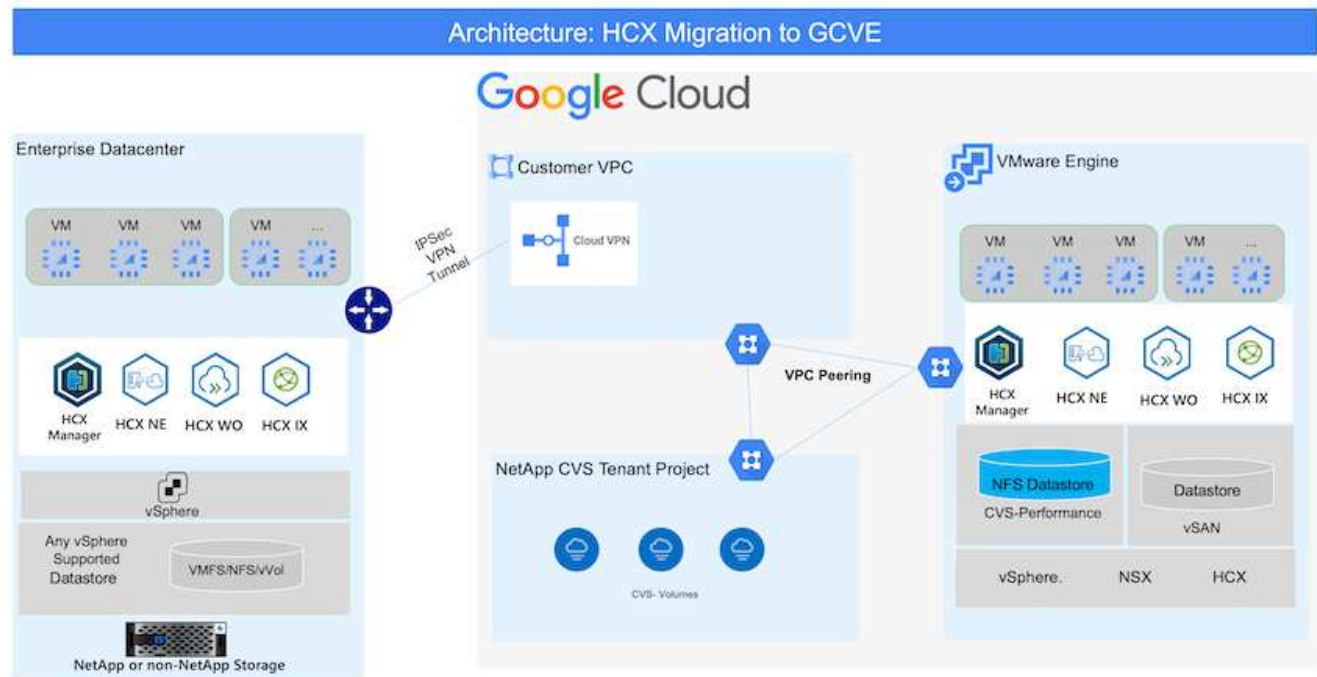 Architecture: HCX Migration to GCVE
Google Cloud
Enterprise Datacenter
VM VM VM VM ...
HCX Manager
HCX NE
HCX WO
HCX IX
vSphere
Any vSphere
Supported
Datastore
VMFS/NFS/vVol
NetApp or non-NetApp Storage
IPSec
VPN
Tunnel
Customer VPC
Cloud VPN
VPC Peering
NetApp CVS Tenant Project
CVS- Volumes
VMware Engine
VM VM VM VM ...
HCX
Manager
HCX NE
HCX WO
HCX IX
NFS Datastore
CVS-Performance
Datastore
vSAN
vSphere. NSX HCX